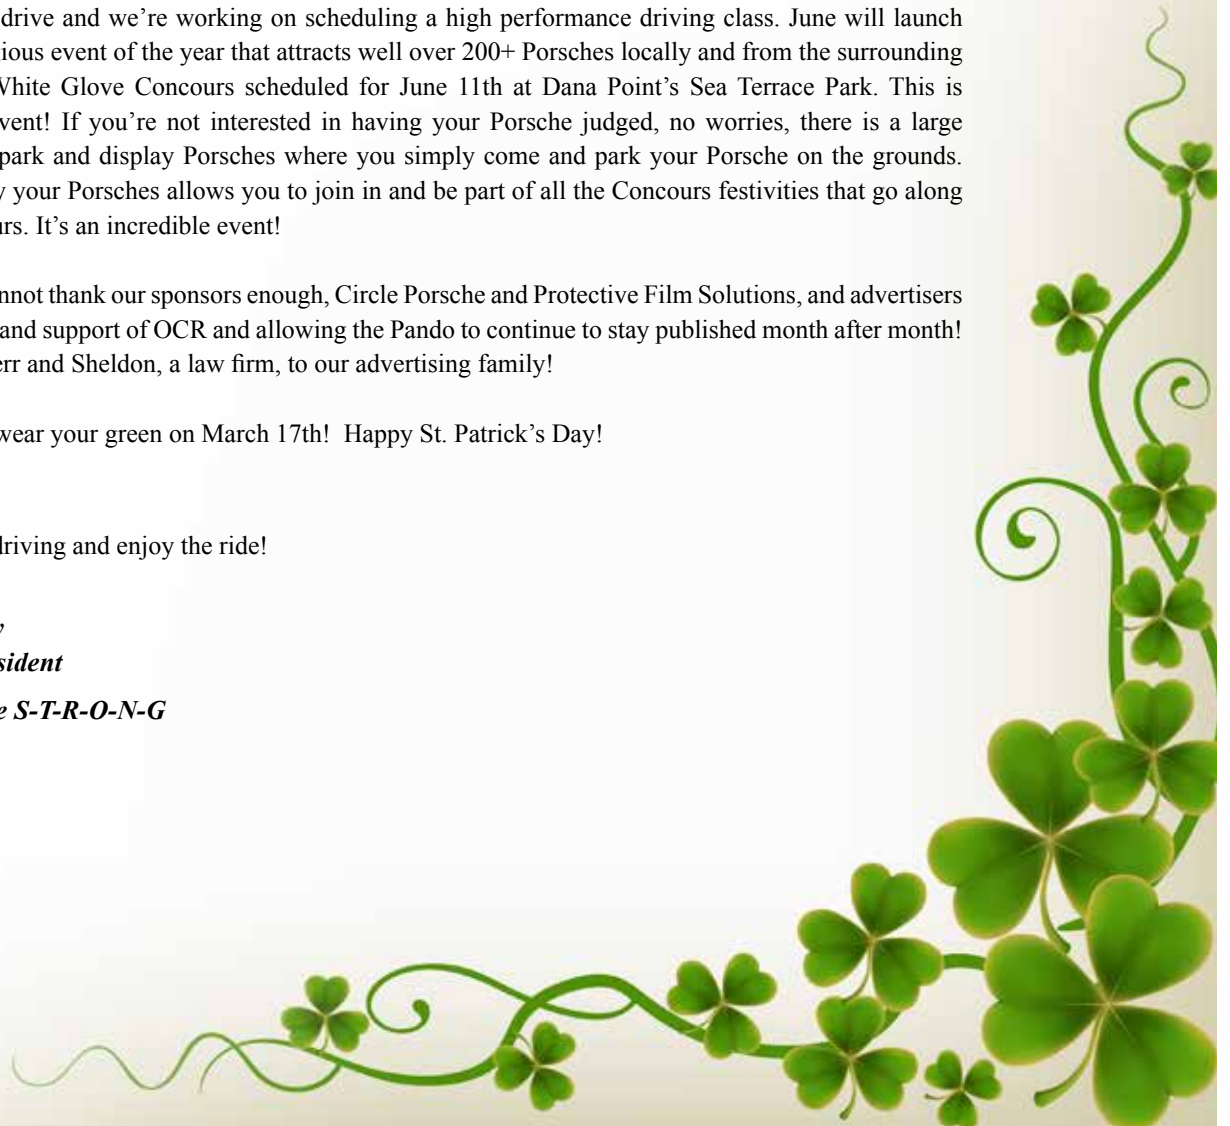 drive and we’re working on scheduling a high performance driving class. June will launch
gious event of the year that attracts well over 200+ Porsches locally and from the surrounding
White Glove Concours scheduled for June 11th at Dana Point’s Sea Terrace Park. This is
vent! If you’re not interested in having your Porsche judged, no worries, there is a large
park and display Porsches where you simply come and park your Porsche on the grounds.
y your Porsches allows you to join in and be part of all the Concours festivities that go along
urs. It’s an incredible event!
nnot thank our sponsors enough, Circle Porsche and Protective Film Solutions, and advertisers
and support of OCR and allowing the Pando to continue to stay published month after month!
err and Sheldon, a law firm, to our advertising family!
wear your green on March 17th! Happy St. Patrick’s Day!
driving and enjoy the ride!
y
sident
e S-T-R-O-N-G